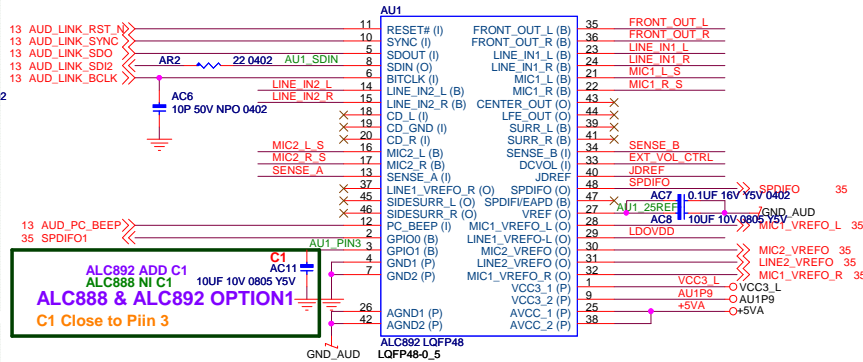 AU1
13 AUD_LINK_RST_N
13 AUD_LINK_SYNC
13 AUD_LINK_SDO
13 AUD_LINK_SDI2
13 AUD_LINK_BCLK
AR2
22 0402
AU1_SDIN
2
AC6
10P 50V NPO 0402
LINE_IN2_L
LINE_IN2_R
MIC2_L_S
MIC2_R_S
SENSE_A
13 AUD_PC_BEEP
35 SPDIFO1
AU1_PIN3
11 RESET# (I)
10 SYNC (I)
5 SDOUT (I)
8 SDIN (O)
6 BITCLK (I)
14 LINE_IN2_L (B)
15 LINE_IN2_R (B)
18 CD_L (I)
19 CD_GND (I)
20 CD_R (I)
16 MIC2_L (B)
17 MIC2_R (B)
13 SENSE_A (I)
37 LINE1_VREFO_R (O)
45 SIDESURR_L (O)
46 SIDESURR_R (O)
12 PC_BEEP (I)
2 GPIO0 (B)
3 GPIO1 (B)
4 GND1 (P)
7 GND2 (P)
26 AGND1 (P)
42 AGND2 (P)
FRONT_OUT_L (B) 35 FRONT_OUT_L
FRONT_OUT_R (B) 36 FRONT_OUT_R
LINE_IN1_L (B) 23 LINE_IN1_L
LINE_IN1_R (B) 24 LINE_IN1_R
MIC1_L (B) 21 MIC1_L_S
MIC1_R (B) 22 MIC1_R_S
CENTER_OUT (O) 43
LFE_OUT (O) 44
SURR_L (B) 39
SURR_R (B) 41
SENSE_B (I) 34 SENSE_B
DCVOL (I) 33 EXT_VOL_CTRL
JDREF 40 JDREF
SPDIFO (O) 48 SPDIFO
SPDIFI/EAPD (B) 47
VREF (O) 27
MIC1_VREFO_L (O) 28
LINE1_VREFO-L (O) 29 LDOVDD
MIC2_VREFO (O) 30
LINE2_VREFO (O) 31
MIC1_VREFO_R (O) 32
VCC3_1 (P) 1 VCC3_L
VCC3_2 (P) 9 AU1P9
AVCC_1 (P) 25 +5VA
AVCC_2 (P) 38
AC7 0.1UF 16V Y5V 0402
SPDIFO 35
AU1_25REF
GND_AUD
AC8 10UF 10V 0805 Y5V
MIC1_VREFO_L 35
MIC2_VREFO 35
LINE2_VREFO 35
MIC1_VREFO_R 35
VCC3_L
AU1P9
+5VA
C1
AC11
10UF 10V 0805 Y5V
ALC892 ADD C1
ALC888 NI C1
ALC888 & ALC892 OPTION1
C1 Close to Piin 3
GND_AUD
ALC892 LQFP48
LQFP48-0_5